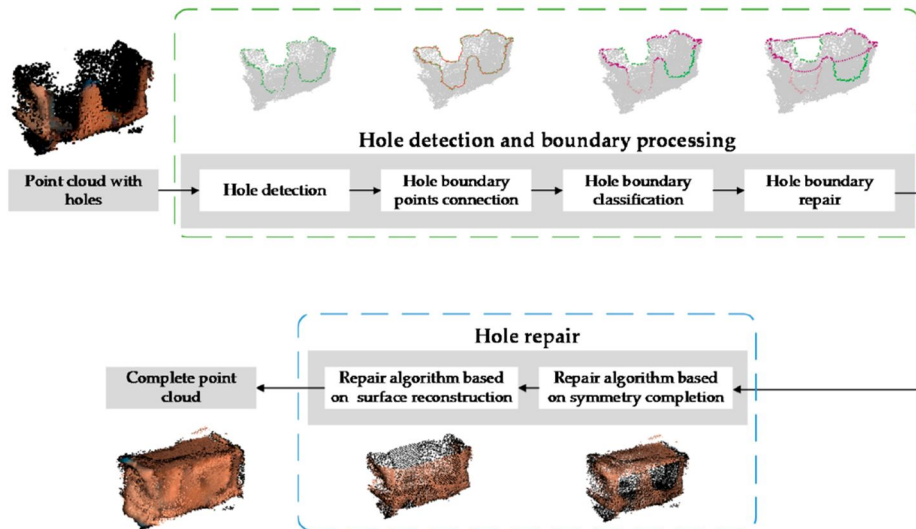 Hole detection and boundary processing
Point cloud with
holes
Hole detection
Hole boundary
points connection
Hole boundary
classification
Hole boundary
repair
Hole repair
Complete point
cloud
Repair algorithm based
on surface reconstruction
Repair algorithm based
on symmetry completion